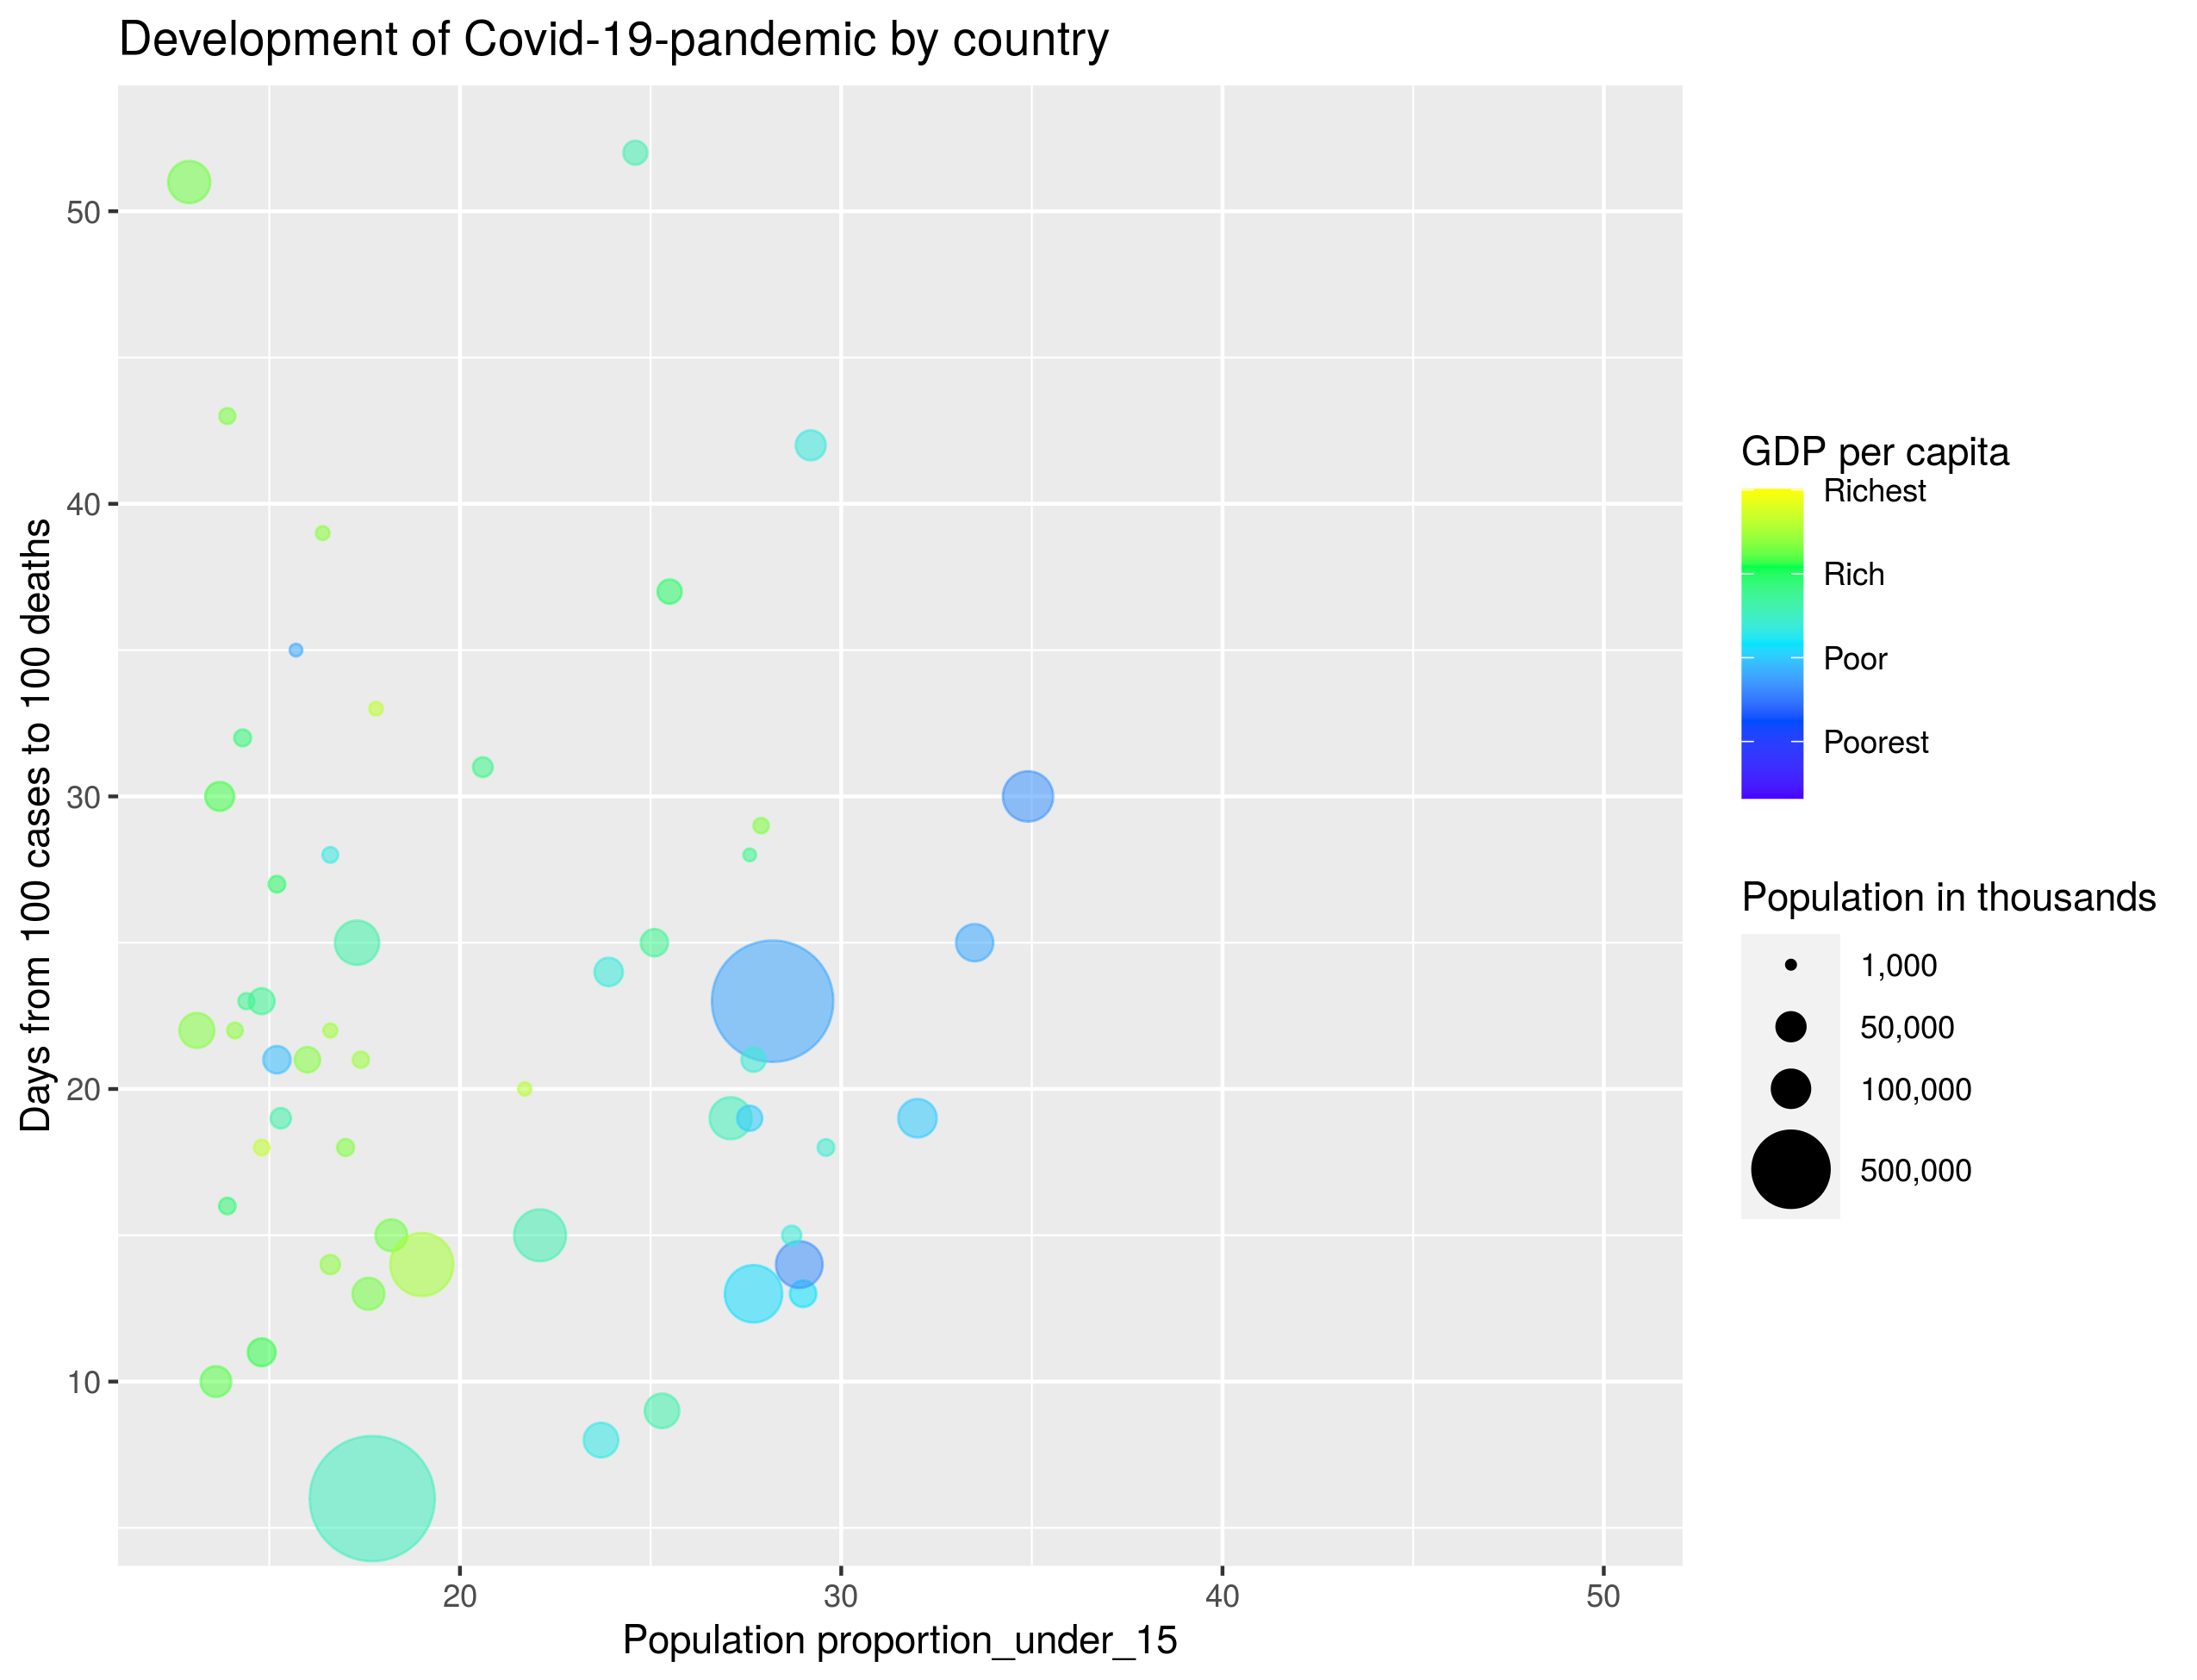 Development of Covid-19-pandemic by country
Days from 100 cases to 100 deaths
50
40
30
20
10
20
30
40
50
Population proportion_under_15
GDP per capita
Richest
Rich
Poor
Poorest
Population in thousands
1,000
50,000
100,000
500,000